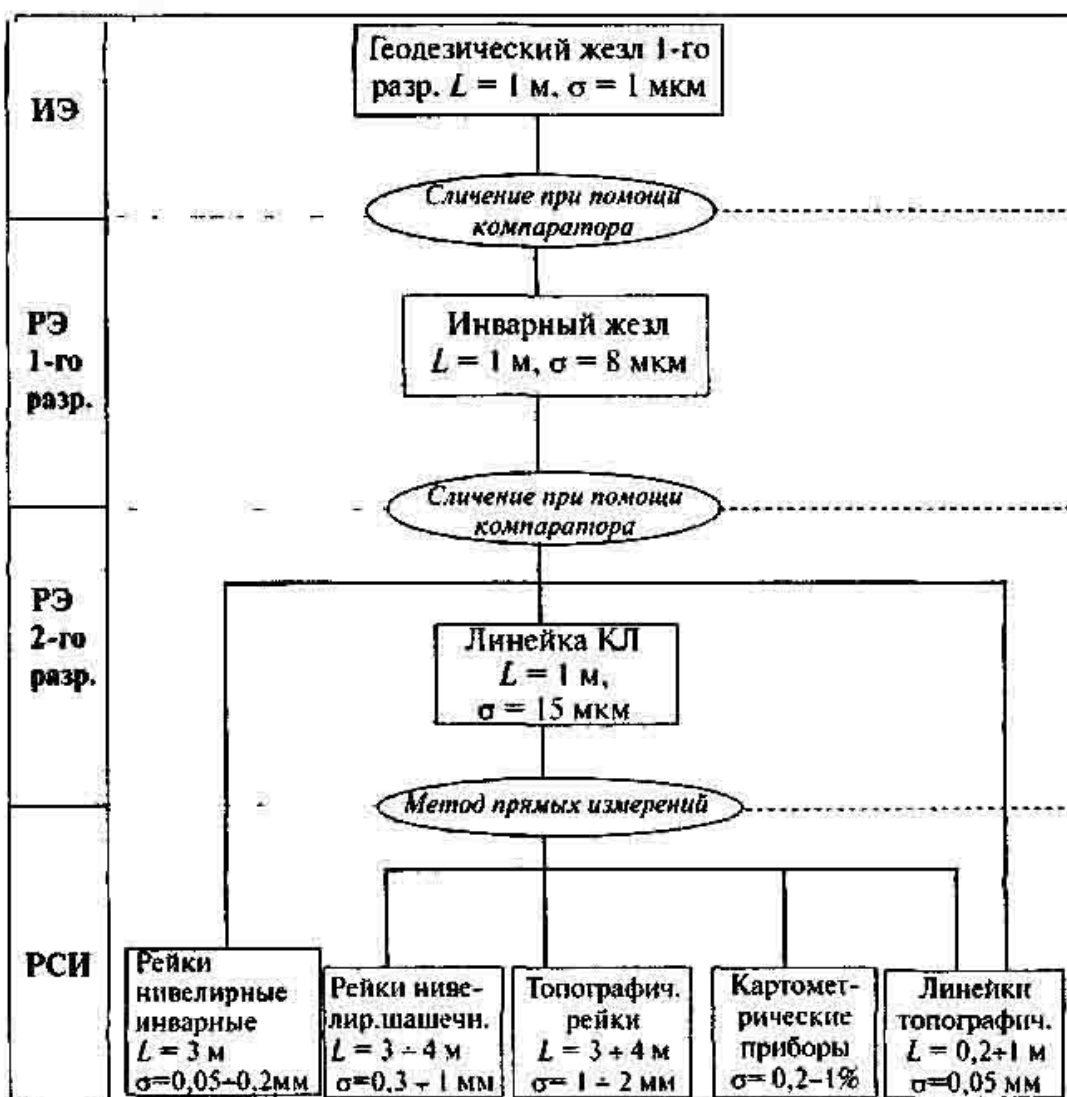 ИЭ
Геодезический жезл 1-го
разр. L = 1 м, σ = 1 мкм
Сличение при помощи
компаратора
РЭ
1-го
разр.
Инварный жезл
L = 1 м, σ = 8 мкм
Сличение при помощи
компаратора
РЭ
2-го
разр.
Линейка КЛ
L = 1 м,
σ = 15 мкм
Метод прямых измерений
РСИ
Рейки
нивелирные
инварные
L = 3 м
σ=0,05÷0,2мм
Рейки ниве-
лир.шашечн.
L = 3 ÷ 4 м
σ=0,3 ÷ 1 мм
Топографич.
рейки
L = 3 ÷ 4 м
σ= 1 ÷ 2 мм
Картомет-
рические
приборы
σ= 0,2–1%
Линейки
топографич.
L = 0,2÷1 м
σ=0,05 мм